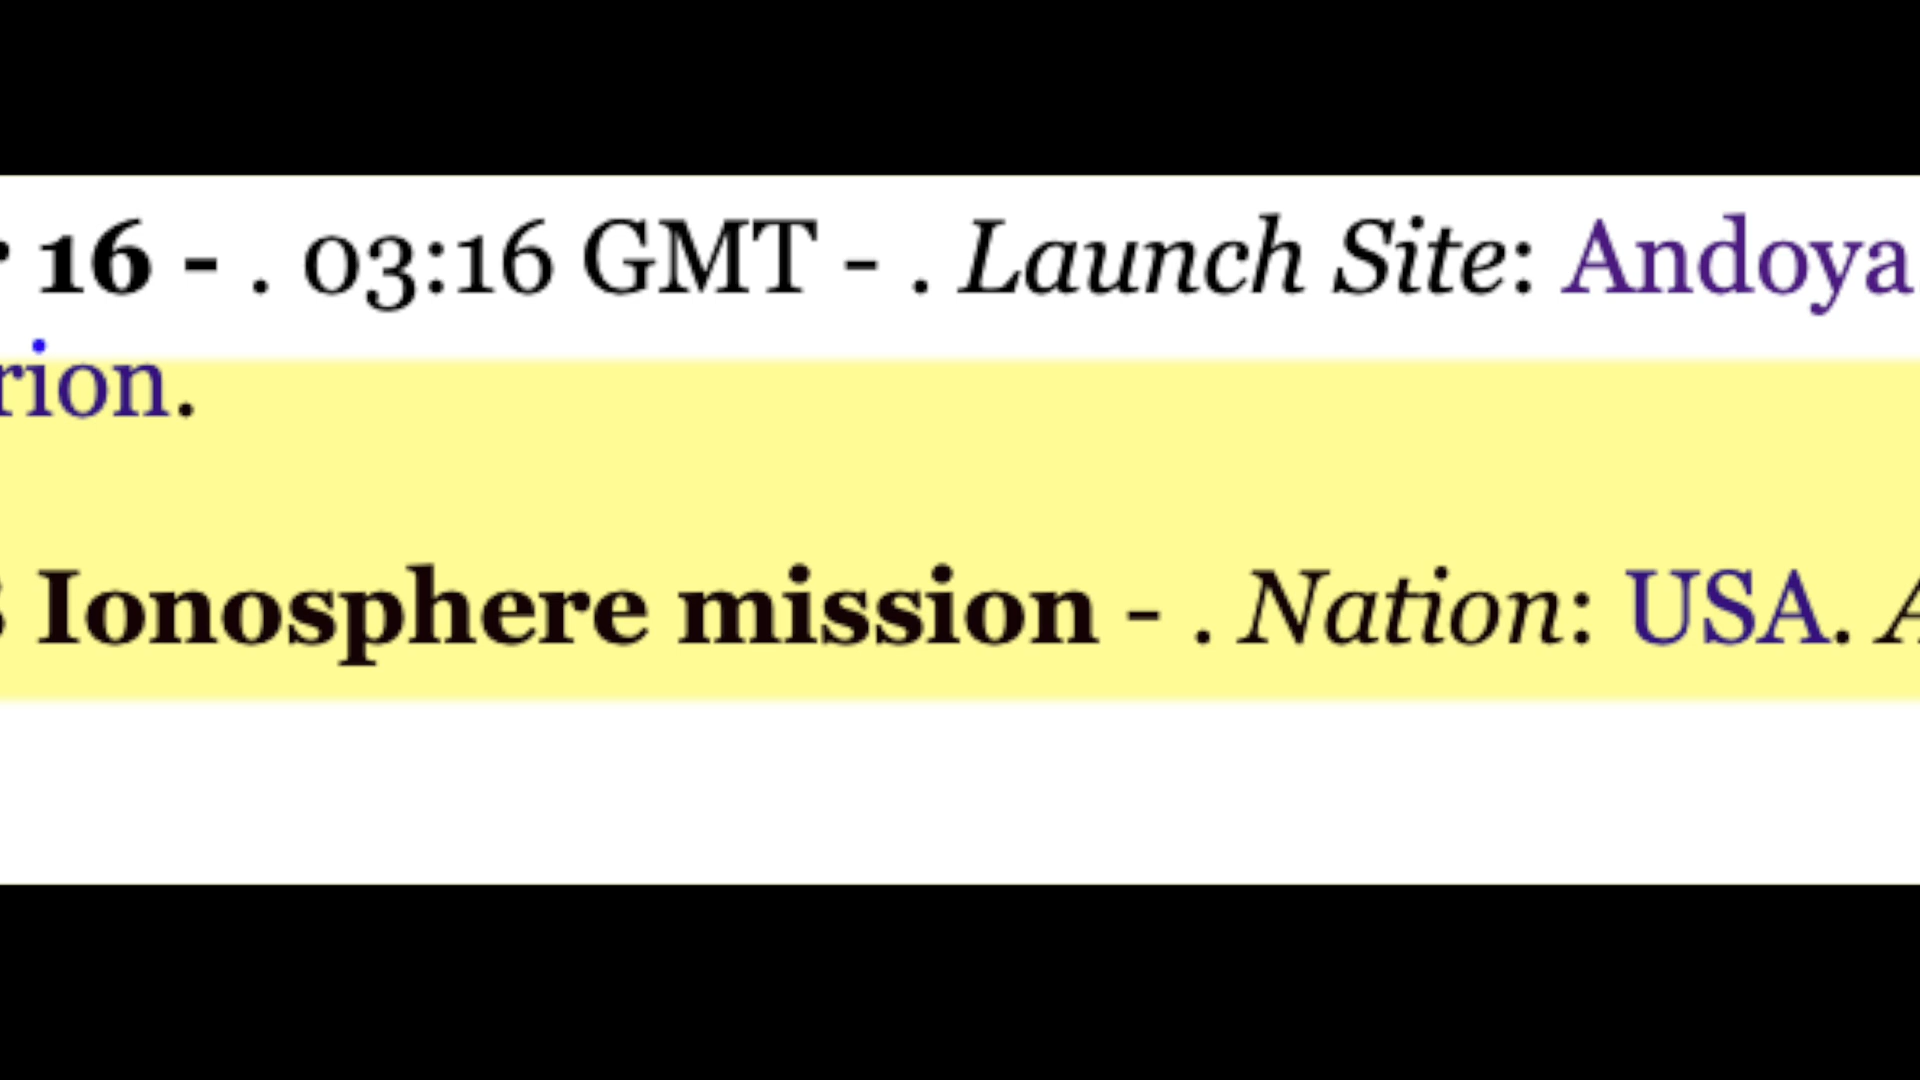 16 - . 03:16 GMT - . Launch Site: Andoya
rion.
Ionosphere mission - . Nation: USA.